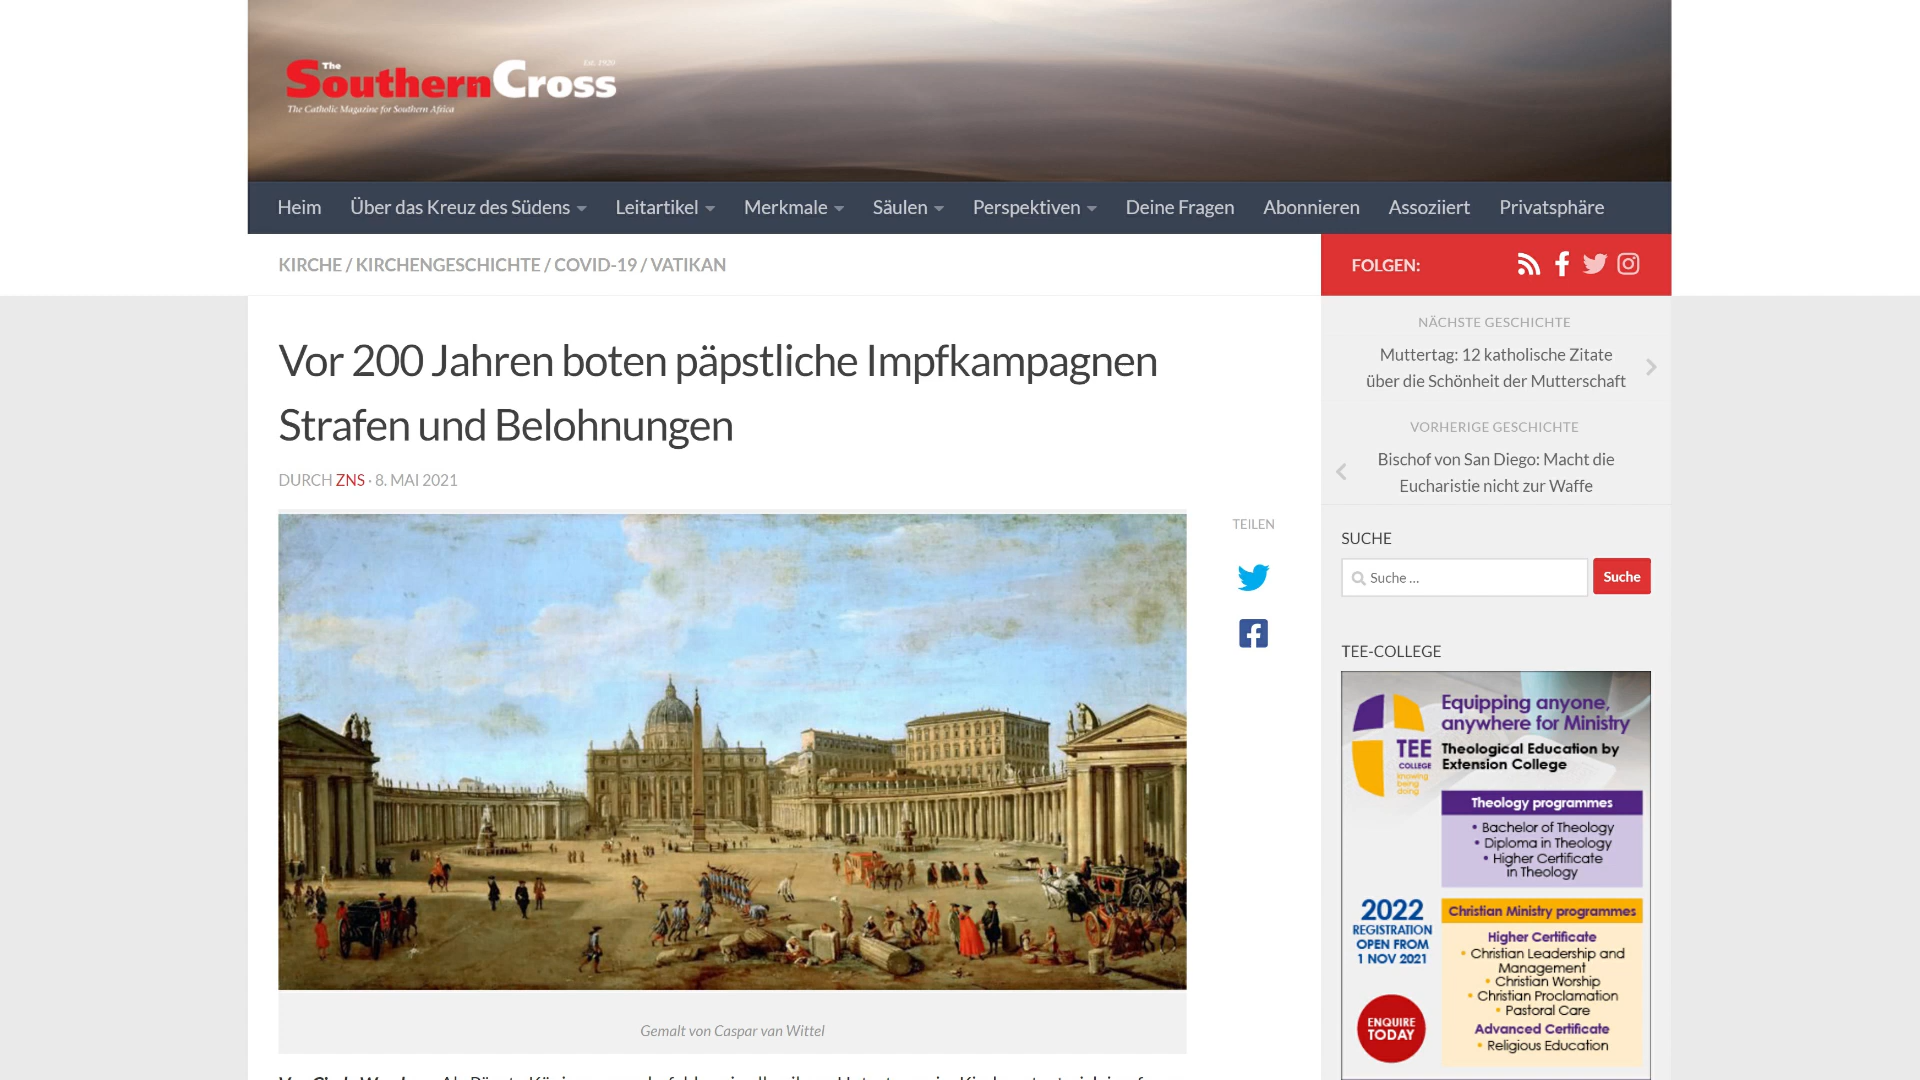 The
SouthernCross
Est. 1920
The Catholic Magazine for Southern Africa
Heim Über das Kreuz des Südens Leitartikel Merkmale Säulen Perspektiven Deine Fragen Abonnieren Assoziiert Privatsphäre
KIRCHE / KIRCHENGESCHICHTE / COVID-19 / VATIKAN
FOLGEN:
Vor 200 Jahren boten päpstliche Impfkampagnen
Strafen und Belohnungen
DURCH ZNS · 8. MAI 2021
TEILEN
Gemalt von Caspar van Wittel
NÄCHSTE GESCHICHTE
Muttertag: 12 katholische Zitate
über die Schönheit der Mutterschaft
VORHERIGE GESCHICHTE
Bischof von San Diego: Macht die
Eucharistie nicht zur Waffe
SUCHE
Suche ...
Suche
TEE-COLLEGE
Equipping anyone,
anywhere for Ministry
TEE
COLLEGE
knowing
being
doing
Theological Education by
Extension College
Theology programmes
• Bachelor of Theology
• Diploma in Theology
• Higher Certificate
in Theology
2022
REGISTRATION
OPEN FROM
1 NOV 2021
Christian Ministry programmes
Higher Certificate
• Christian Leadership and
Management
• Christian Worship
• Christian Proclamation
• Pastoral Care
Advanced Certificate
• Religious Education
ENQUIRE
TODAY